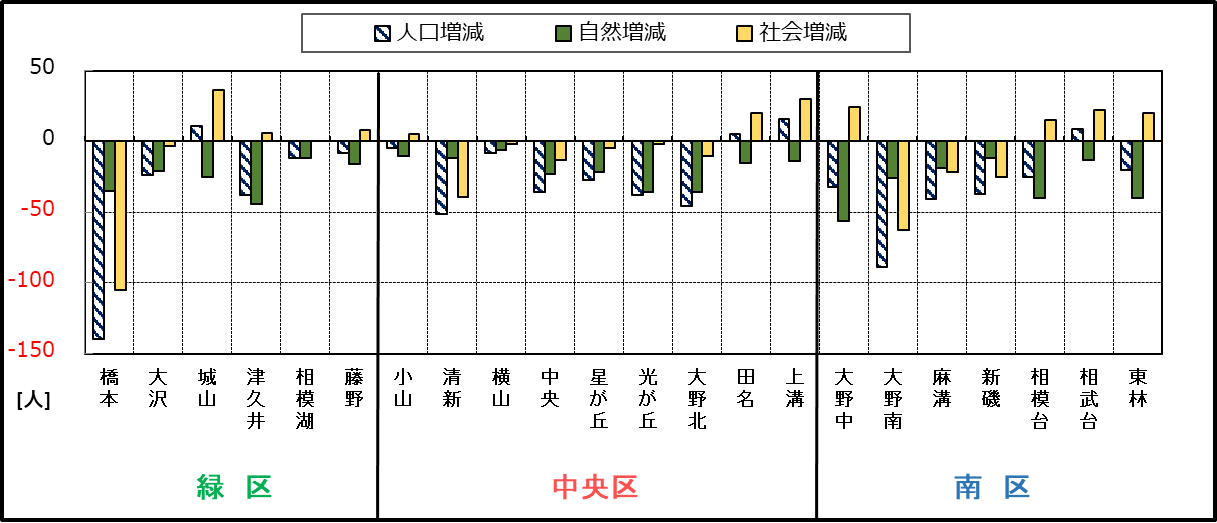 人口増減 自然増減 社会増減
50
0
-50
-100
-150
[人]
橋本 大沢 城山 津久井 相模湖 藤野 小山 清新 横山 中央 星が丘 光が丘 大野北 田名 上溝 大野中 大野南 麻溝 新磯 相模台 相武台 東林
緑 区 中央区 南 区